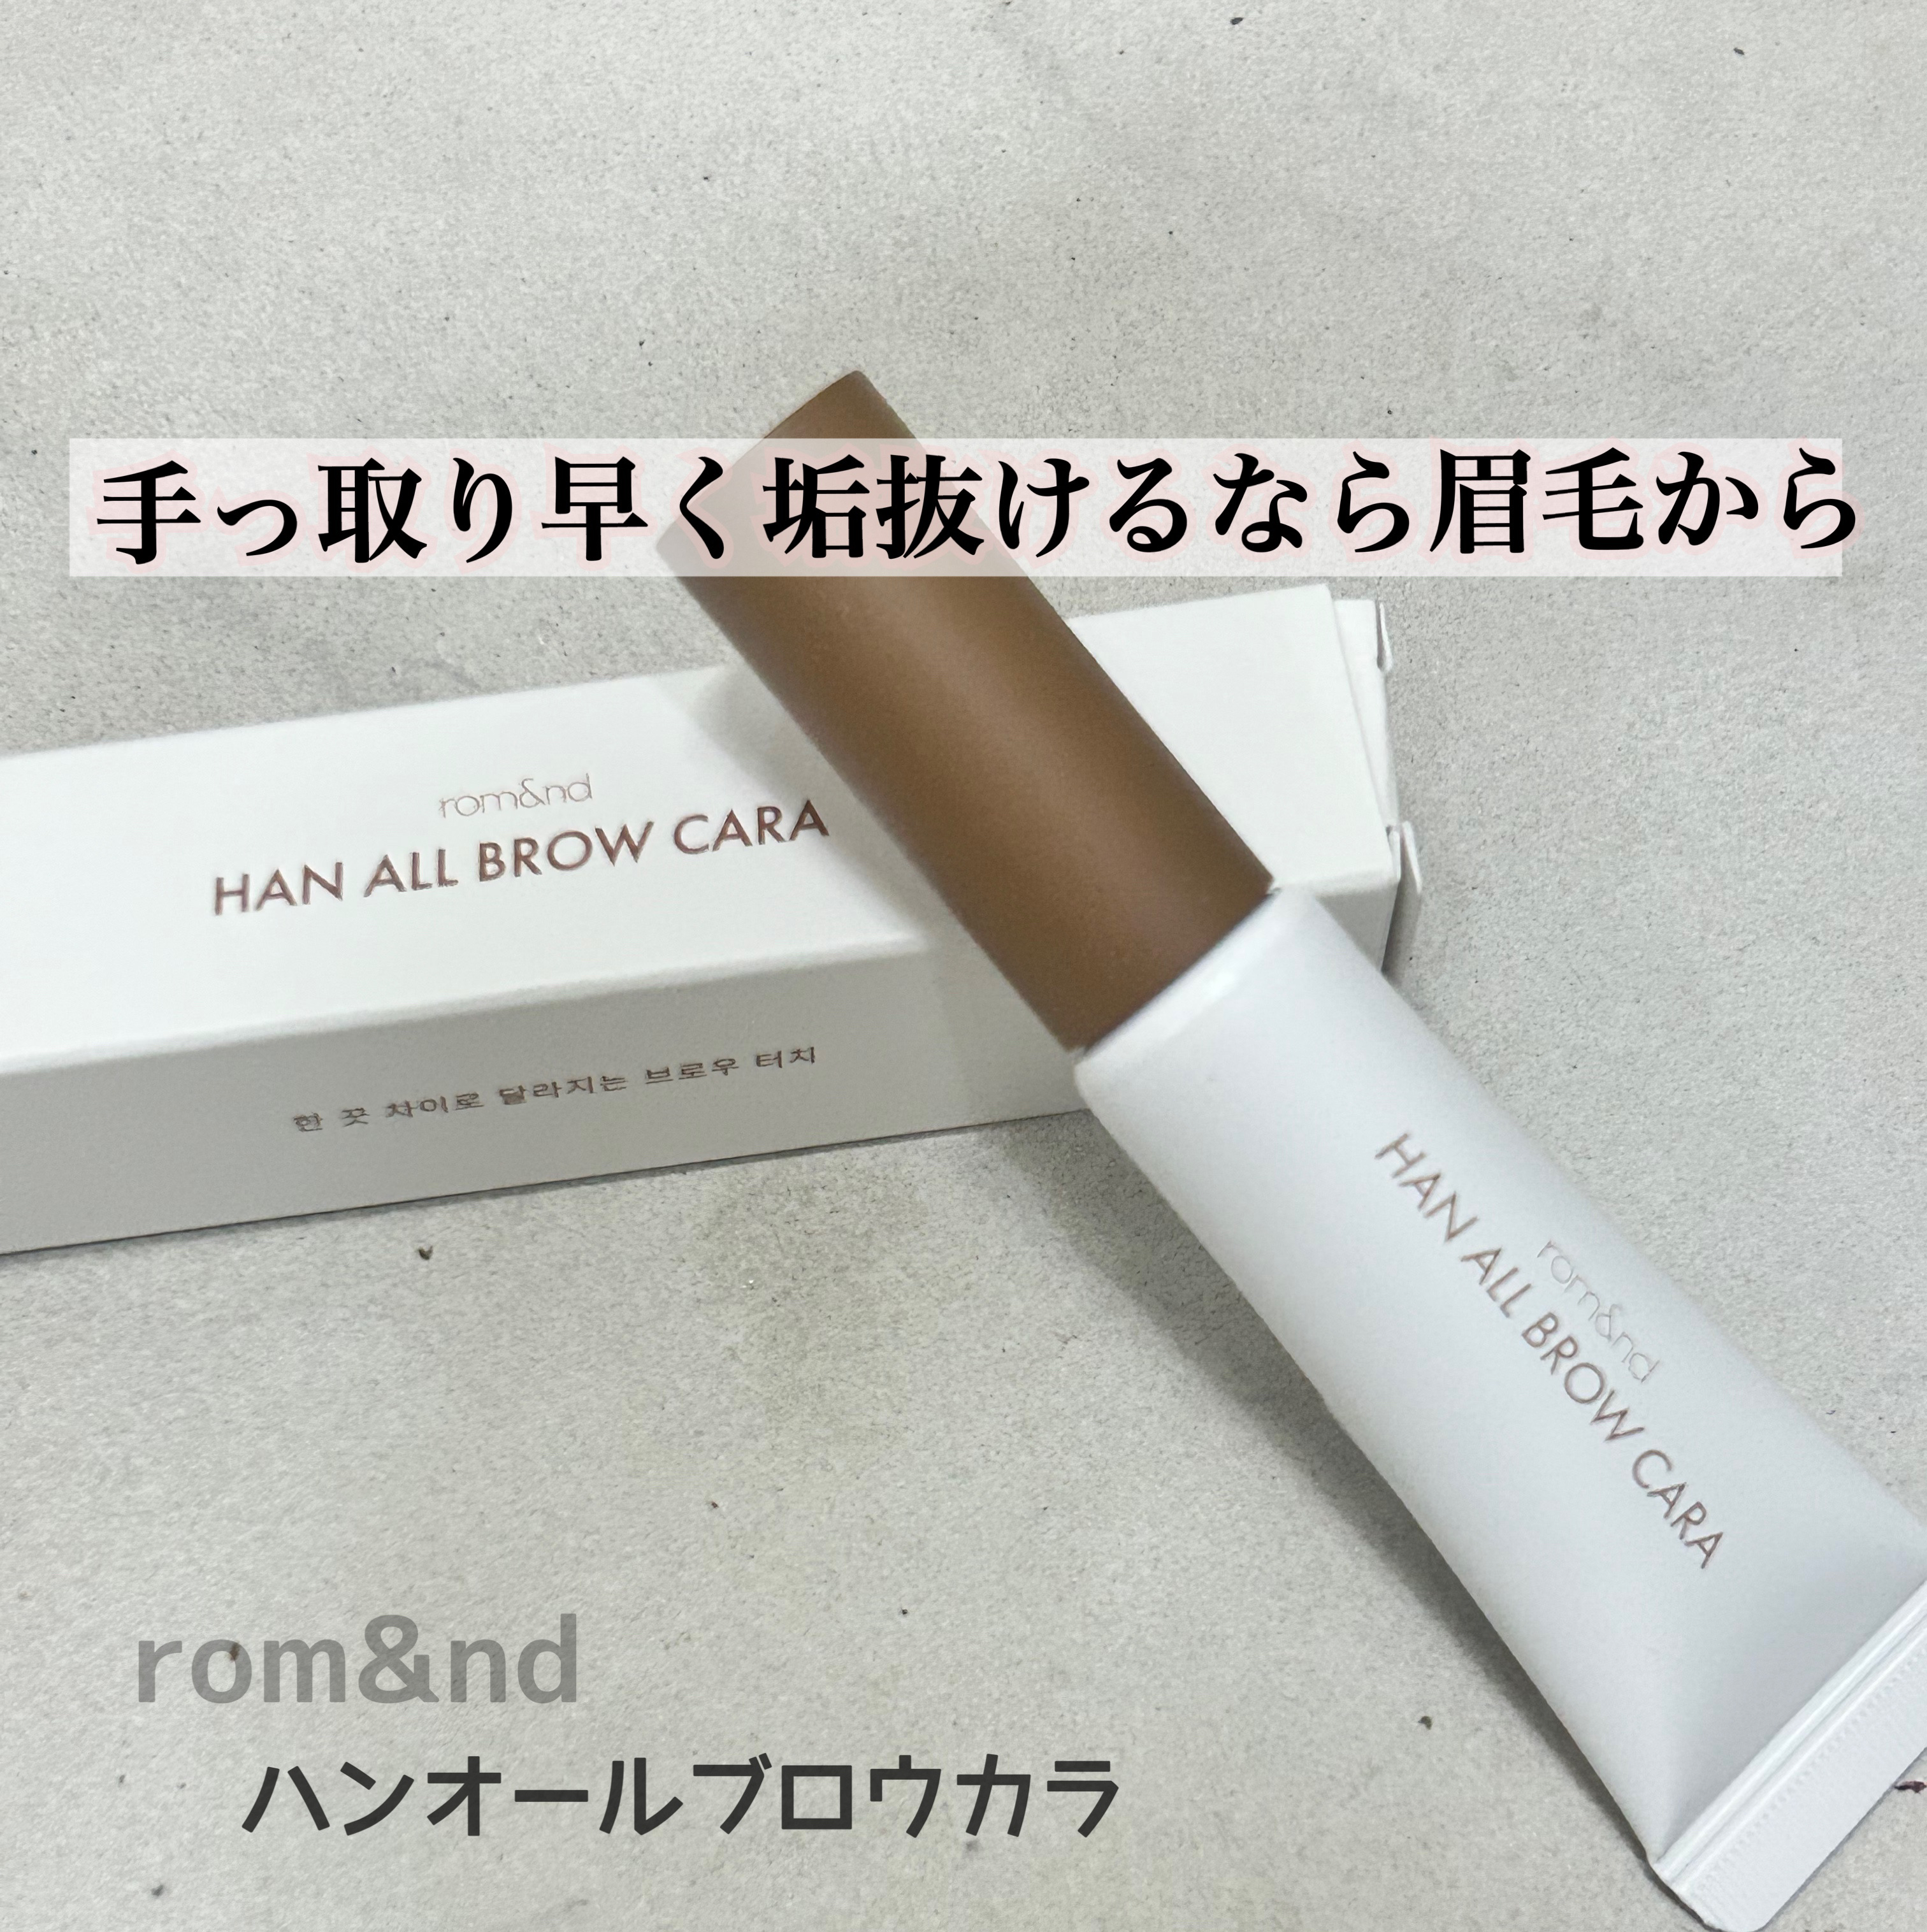 手っ取り早く垢抜けるなら眉毛から
rom&nd
HAN ALL BROW CARA
한 끗 차이로 달라지는 브로우 터치
rom&nd
HAN ALL BROW CARA
rom&nd
ハンオールブロウカラ